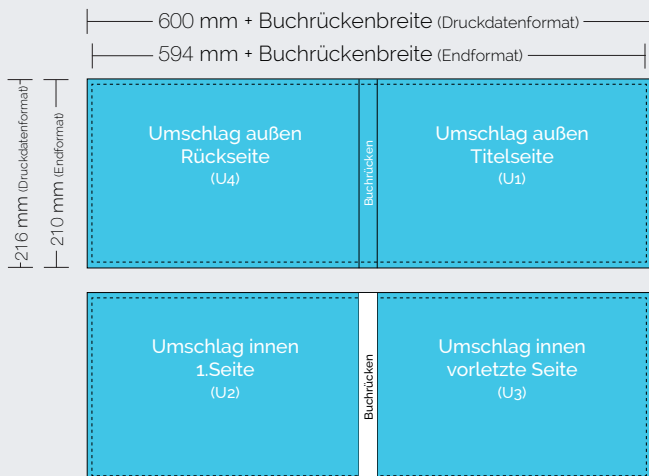 600 mm + Buchrückenbreite (Druckdatenformat)
594 mm + Buchrückenbreite (Endformat)
216 mm (Druckdatenformat)
210 mm (Endformat)
Umschlag außen
Rückseite
(U4)
Buchrücken
Umschlag außen
Titelseite
(U1)
Umschlag innen
1.Seite
(U2)
Buchrücken
Umschlag innen
vorletzte Seite
(U3)